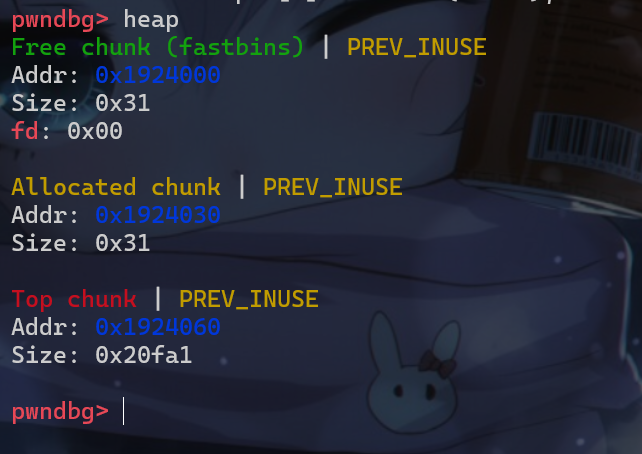 pwndbg> heap
Free chunk (fastbins) | PREV_INUSE
Addr: 0x1924000
Size: 0x31
fd: 0x00
Allocated chunk | PREV_INUSE
Addr: 0x1924030
Size: 0x31
Top chunk | PREV_INUSE
Addr: 0x1924060
Size: 0x20fa1
pwndbg>